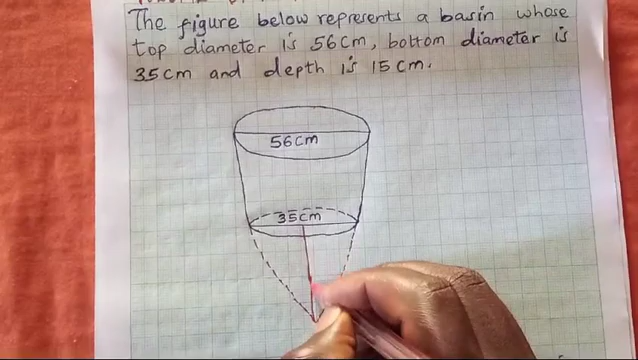 The figure below represents a basin whose
top diameter is 56cm, bottom diameter is
35cm and depth is 15cm.
56cm
35cm